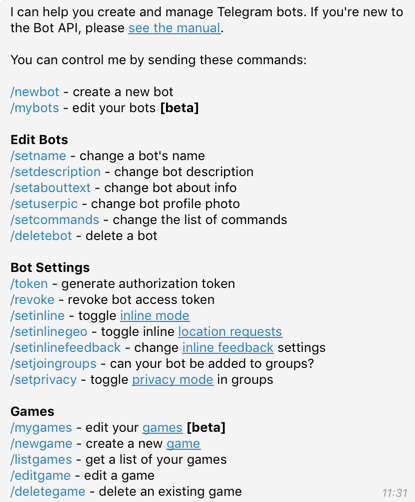 I can help you create and manage Telegram bots. If you're new to
the Bot API, please see the manual.
You can control me by sending these commands:
/newbot - create a new bot
/mybots - edit your bots [beta]
Edit Bots
/setname - change a bot's name
/setdescription - change bot description
/setabouttext - change bot about info
/setuserpic - change bot profile photo
/setcommands - change the list of commands
/deletebot - delete a bot
Bot Settings
/token - generate authorization token
/revoke - revoke bot access token
/setinline - toggle inline mode
/setinlinegeo - toggle inline location requests
/setinlinefeedback - change inline feedback settings
/setjoingroups - can your bot be added to groups?
/setprivacy - toggle privacy mode in groups
Games
/mygames - edit your games [beta]
/newgame - create a new game
/listgames - get a list of your games
/editgame - edit a game
/deletegame - delete an existing game
11:31